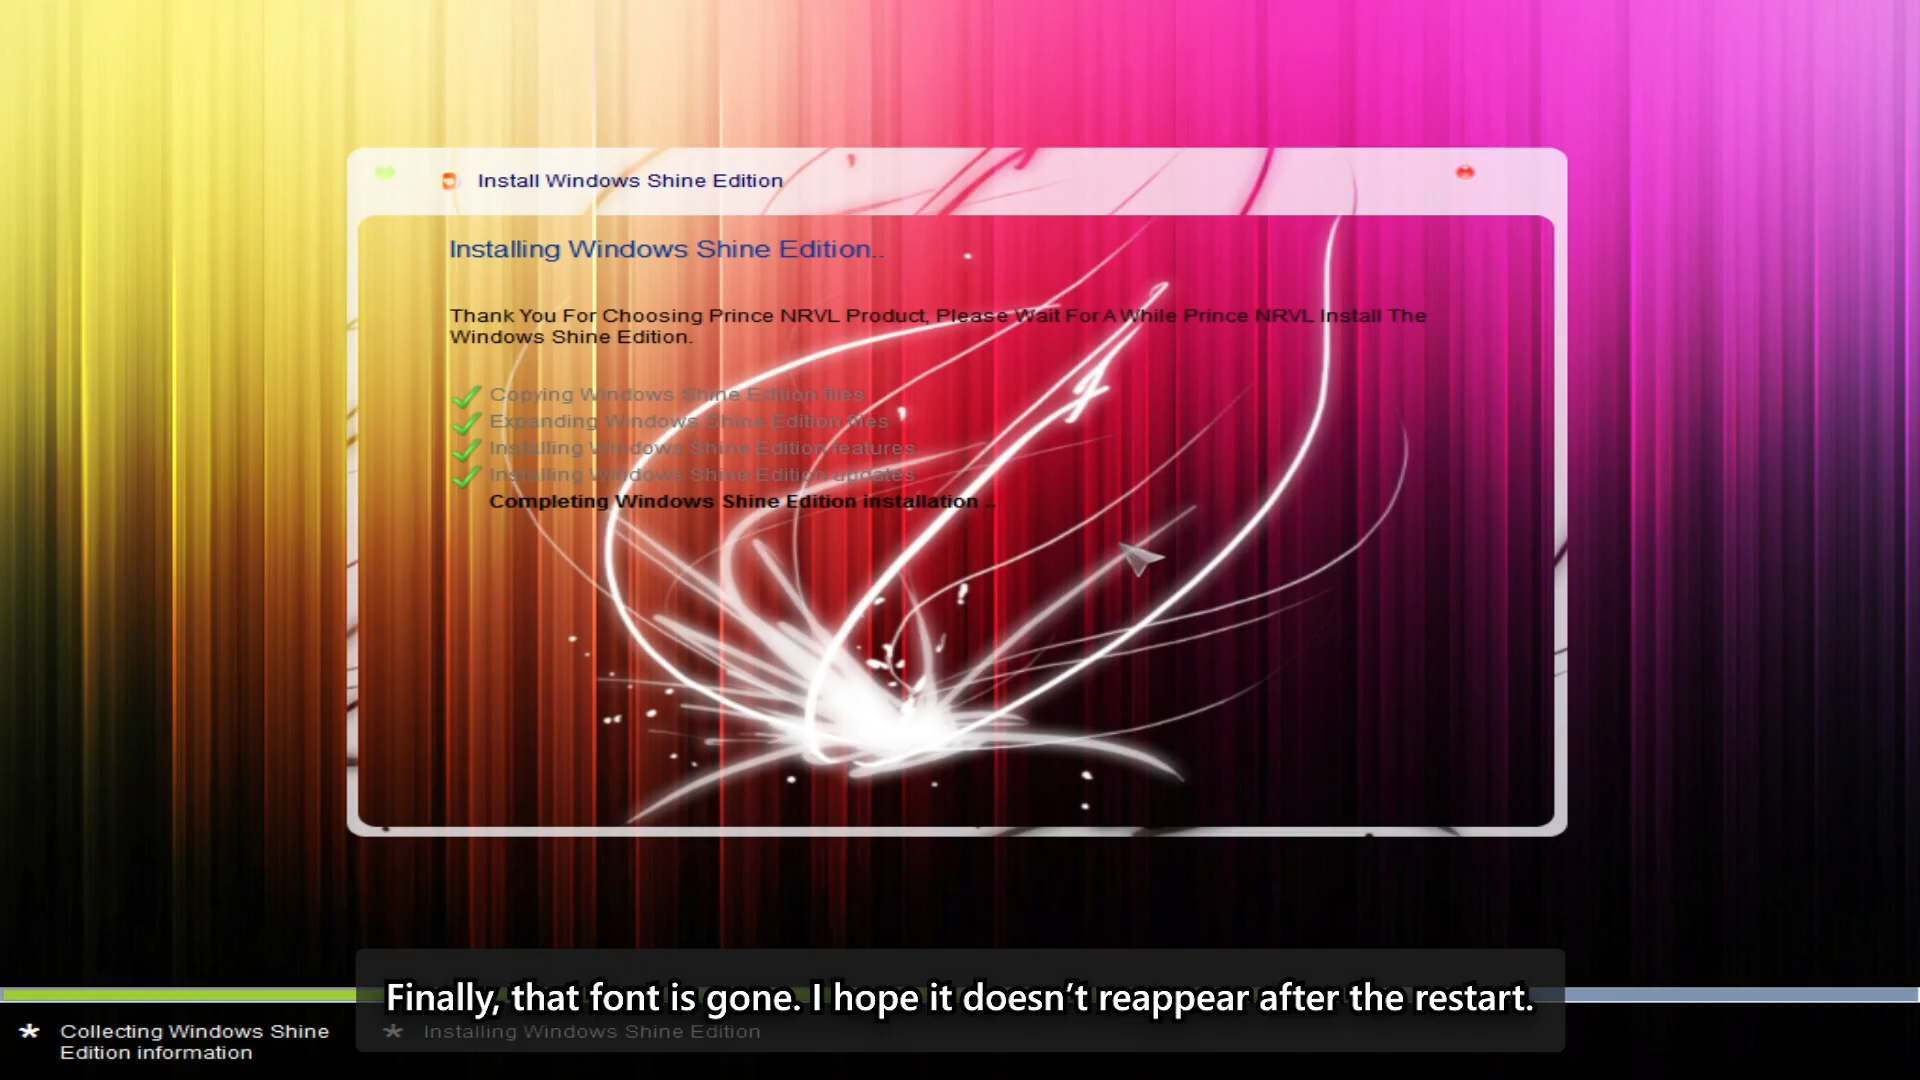 Install Windows Shine Edition
Installing Windows Shine Edition..
Thank You For Choosing Prince NRVL Product, Please Wait For A While Prince NRVL Install The
Windows Shine Edition.
Copying Windows Shine Edition files
Expanding Windows Shine Edition files
Installing Windows Shine Edition features
Installing Windows Shine Edition updates
Completing Windows Shine Edition installation ..
Finally, that font is gone. I hope it doesn’t reappear after the restart.
Collecting Windows Shine
Edition information
Installing Windows Shine Edition